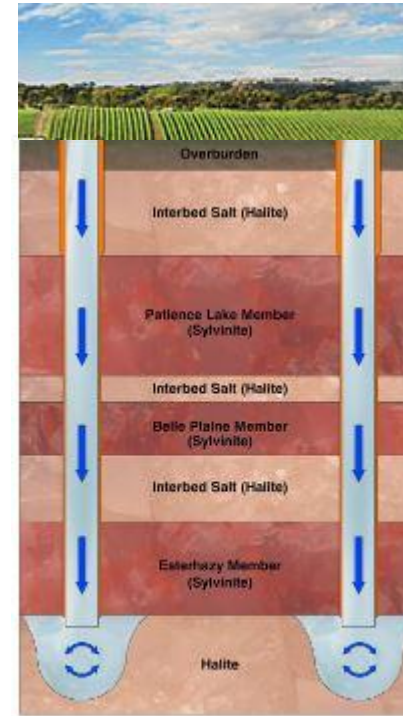 Overburden
Interbed Salt (Halite)
Patience Lake Member
(Sylvinite)
Interbed Salt (Halite)
Belle Plaine Member
(Sylvinite)
Interbed Salt (Halite)
Esterhazy Member
(Sylvinite)
Halite